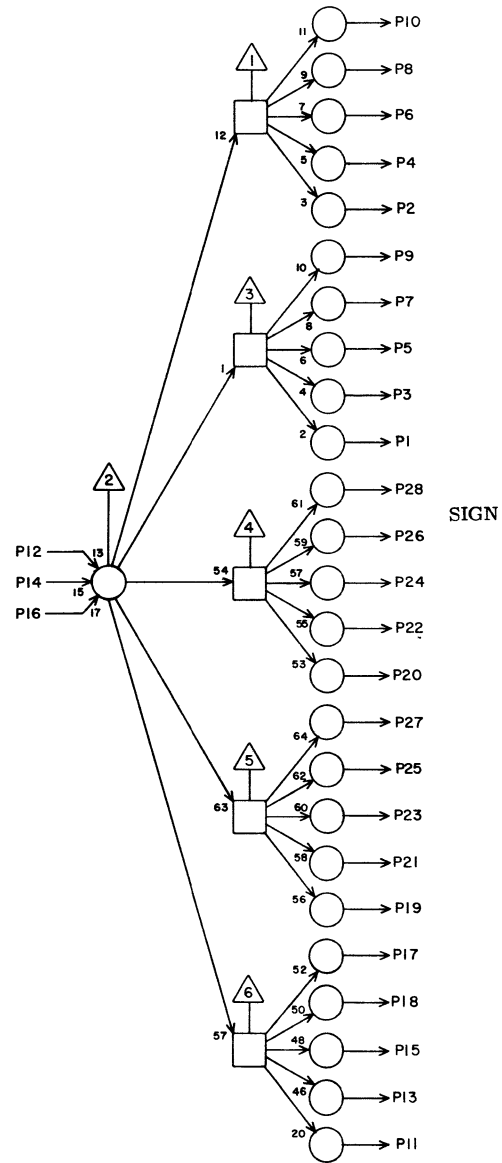 11 P10
1
9 P8
7 P6
12
5 P4
3 P2
10 P9
3
8 P7
6 P5
1
4 P3
2 P1
2
61 P28
SIGN
4
59 P26
P12 13
54 57 P24
P14 15
P16 17
55 P22
53 P20
64 P27
5
62 P25
63 60 P23
58 P21
56 P19
52 P17
6
50 P18
57 48 P15
46 P13
20 P11